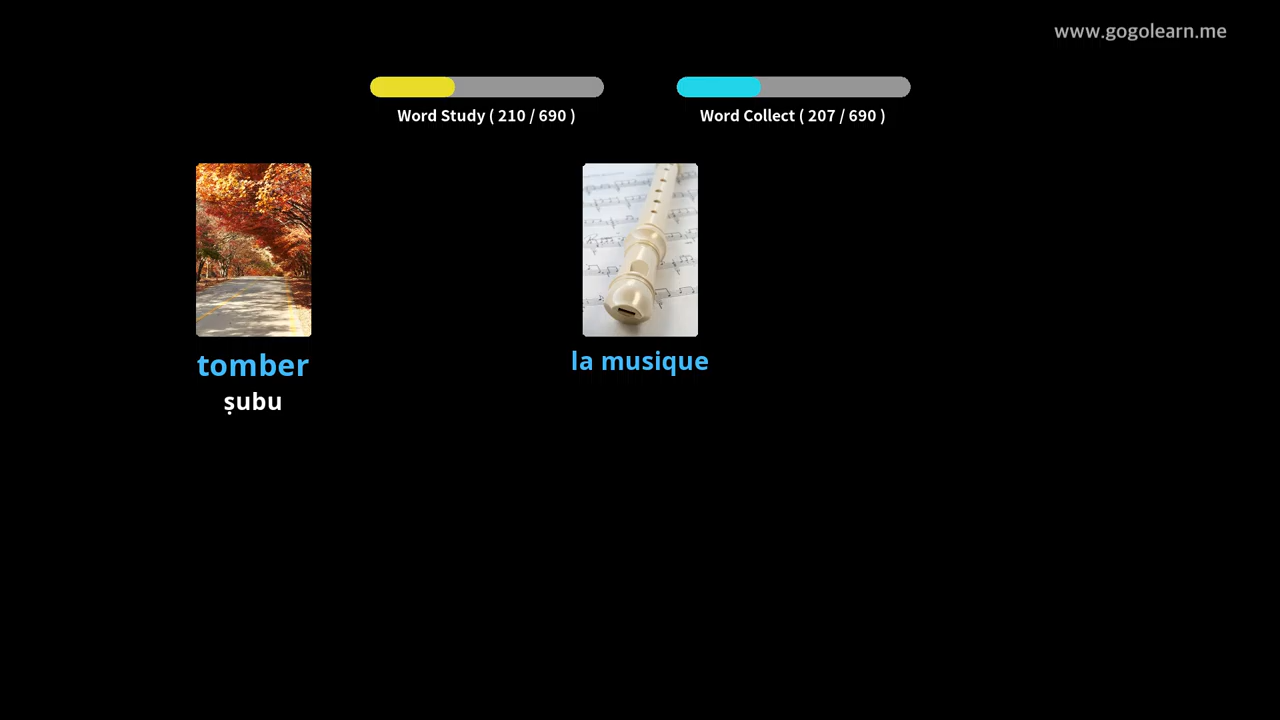 www.gogolearn.me
Word Study ( 210 / 690 )
Word Collect ( 207 / 690 )
tomber
ṣubu
la musique